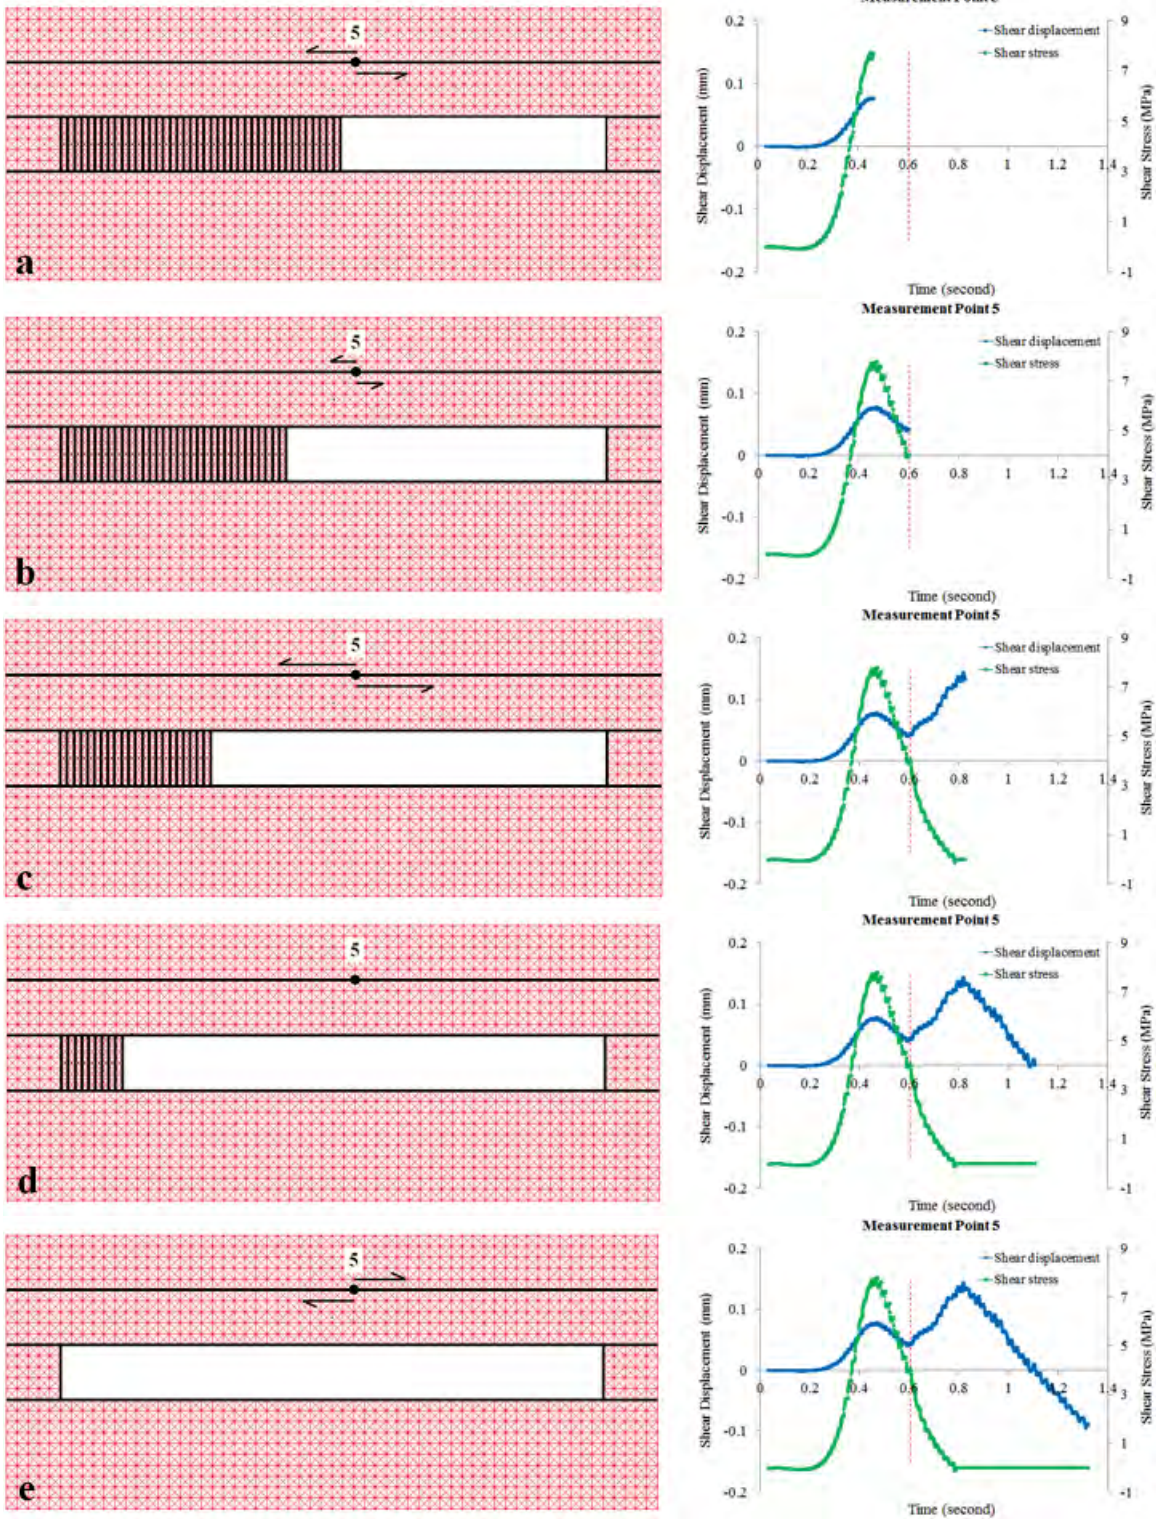 5
a
Measurement Point 5
Shear displacement
Shear stress
Shear Displacement (mm)
Shear Stress (MPa)
0.2
0.1
0
-0.1
-0.2
9
7
5
3
1
-1
0 0.2 0.4 0.6 0.8 1 1.2 1.4
Time (second)
5
b
Measurement Point 5
Shear displacement
Shear stress
Shear Displacement (mm)
Shear Stress (MPa)
0.2
0.1
0
-0.1
-0.2
9
7
5
3
1
-1
0 0.2 0.4 0.6 0.8 1 1.2 1.4
Time (second)
5
c
Measurement Point 5
Shear displacement
Shear stress
Shear Displacement (mm)
Shear Stress (MPa)
0.2
0.1
0
-0.1
-0.2
9
7
5
3
1
-1
0 0.2 0.4 0.6 0.8 1 1.2 1.4
Time (second)
5
d
Measurement Point 5
Shear displacement
Shear stress
Shear Displacement (mm)
Shear Stress (MPa)
0.2
0.1
0
-0.1
-0.2
9
7
5
3
1
-1
0 0.2 0.4 0.6 0.8 1 1.2 1.4
Time (second)
5
e
Measurement Point 5
Shear displacement
Shear stress
Shear Displacement (mm)
Shear Stress (MPa)
0.2
0.1
0
-0.1
-0.2
9
7
5
3
1
-1
0 0.2 0.4 0.6 0.8 1 1.2 1.4
Time (second)